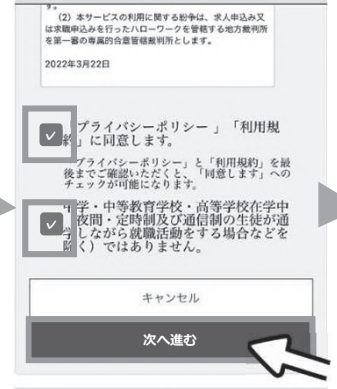 す。
（2）本サービスの利用に関する紛争は、求人申込み又
は求職申込みを行ったハローワークを管轄する地方裁判所
を第一審の専属的合意管轄裁判所とします。
2022年3月22日
プライバシーポリシー 」「利用規
約」に同意します。
プライバシーポリシー」と「利用規約」を最
後までご確認いただくと、「同意します」への
チェックが可能になります。
中学・中等教育学校・高等学校在学中
夜間・定時制及び通信制の生徒が通
学しながら就職活動をする場合などを
除く）ではありません。
キャンセル
次へ進む